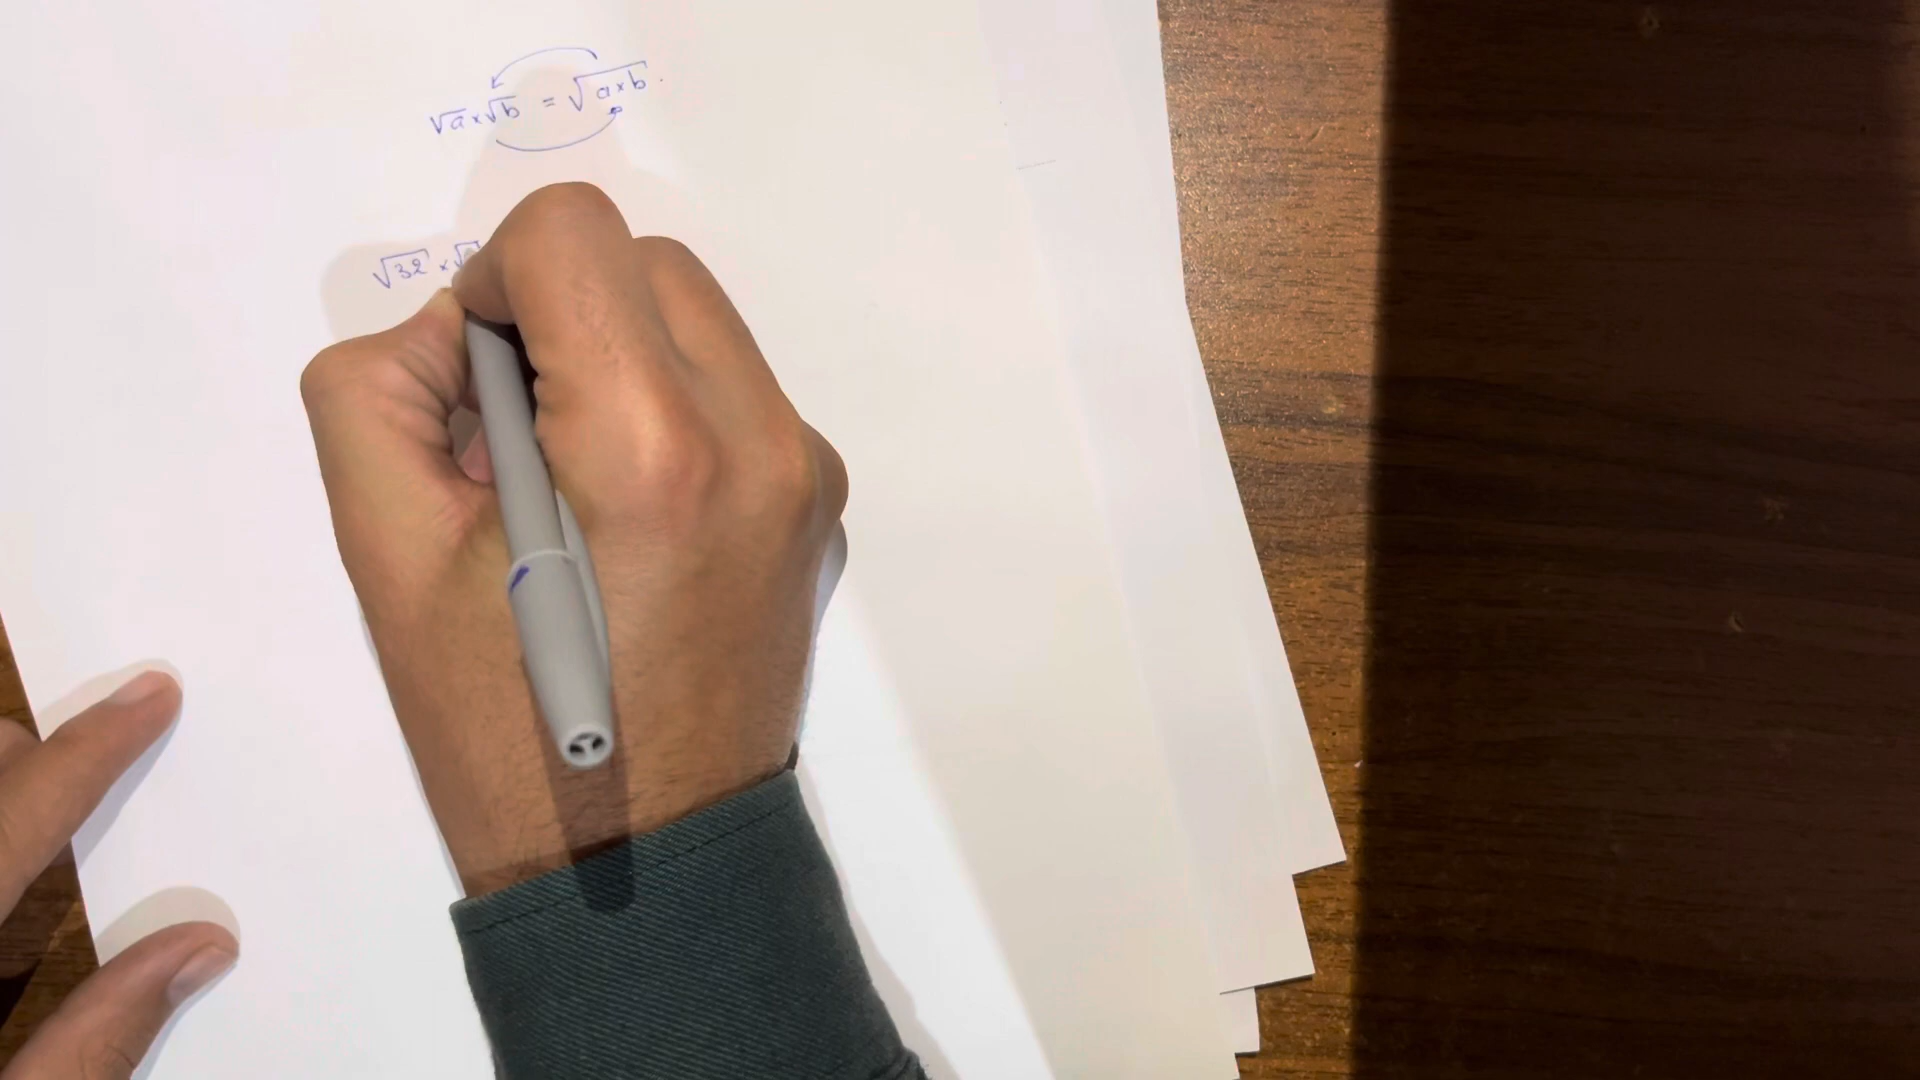 √a × √b = √a×b .
√32 × √